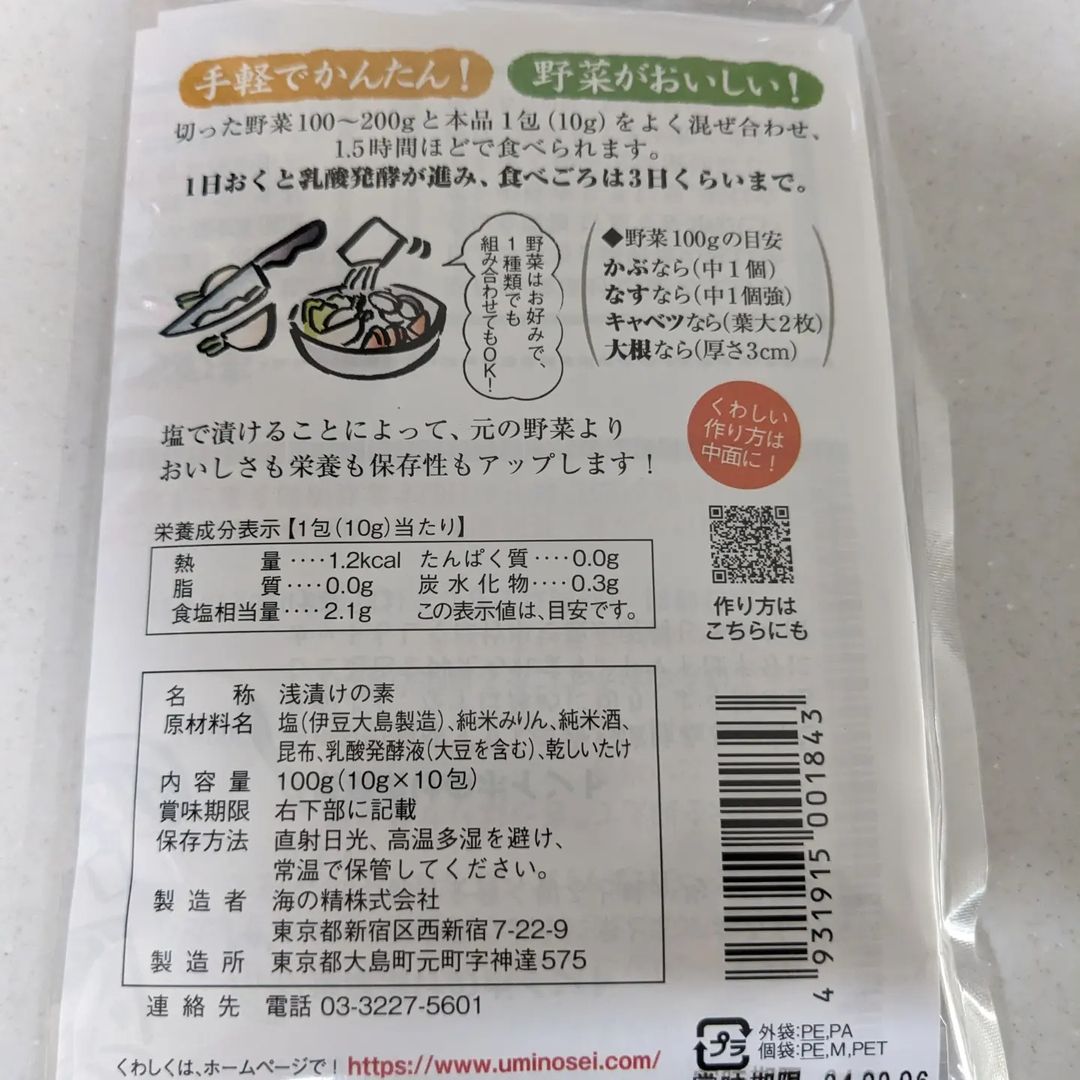 手軽でかんたん！
野菜がおいしい！
切った野菜100〜200gと本品1包(10g)をよく混ぜ合わせ、
1.5時間ほどで食べられます。
1日おくと乳酸発酵が進み、食べごろは3日くらいまで。
野菜はお好みで、
1種類でも
組み合わせてもOK！
◆野菜100gの目安
かぶなら(中1個)
なすなら(中1個強)
キャベツなら(葉大2枚)
大根なら(厚さ3cm)
くわしい
作り方は
中面に！
塩で漬けることによって、元の野菜より
おいしさも栄養も保存性もアップします！
作り方は
こちらにも
栄養成分表示【1包(10g)当たり】
熱量‥‥1.2kcal たんぱく質‥‥0.0g
脂質‥‥0.0g 炭水化物‥‥0.3g
食塩相当量‥‥2.1g この表示値は、目安です。
名称 浅漬けの素
原材料名 塩(伊豆大島製造)、純米みりん、純米酒、
昆布、乳酸発酵液(大豆を含む)、乾しいたけ
内容量 100g(10g×10包)
賞味期限 右下部に記載
保存方法 直射日光、高温多湿を避け、
常温で保管してください。
製造者 海の精株式会社
東京都新宿区西新宿7-22-9
製造所 東京都大島町元町字神達575
連絡先 電話 03-3227-5601
くわしくは、ホームページで！ https://www.uminosei.com/
4 931915 001843
プラ
外袋:PE,PA
個袋:PE,M,PET
賞味期限